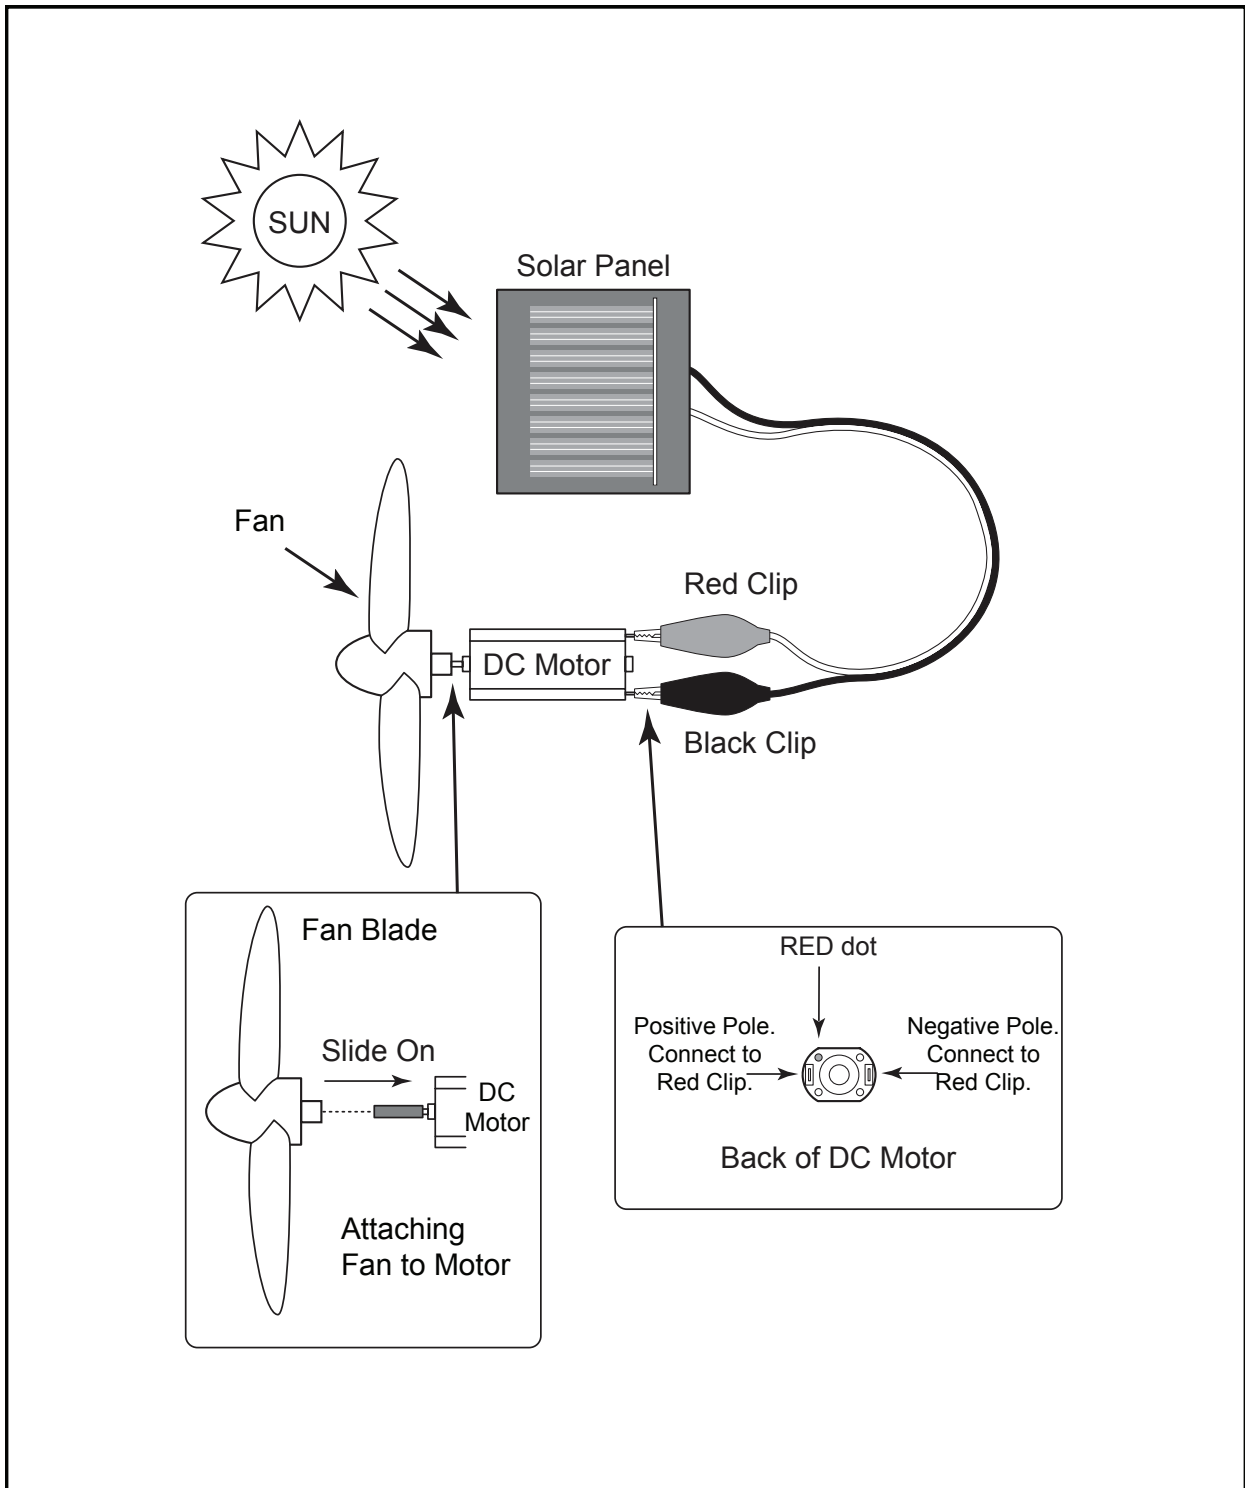 SUN
Solar Panel
Fan
Red Clip
DC Motor
Black Clip
Fan Blade
Slide On
DC
Motor
Attaching
Fan to Motor
RED dot
Positive Pole.
Connect to
Red Clip.
Negative Pole.
Connect to
Red Clip.
Back of DC Motor